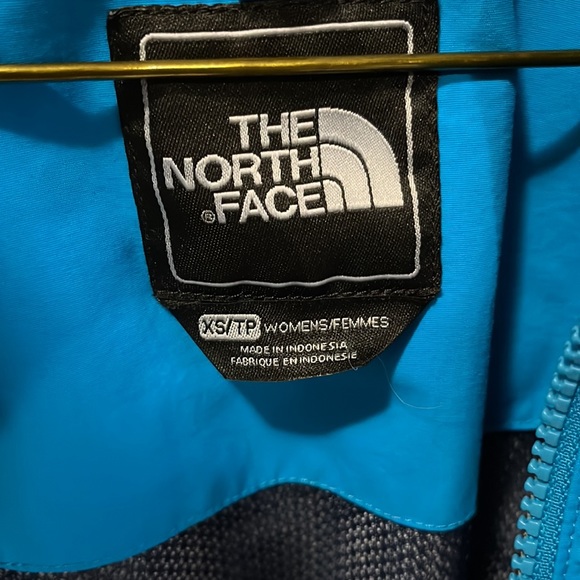 THE
NORTH
FACE
®
XS/TP WOMENS/FEMMES
MADE IN INDONESIA
FABRIQUE EN INDONESIE